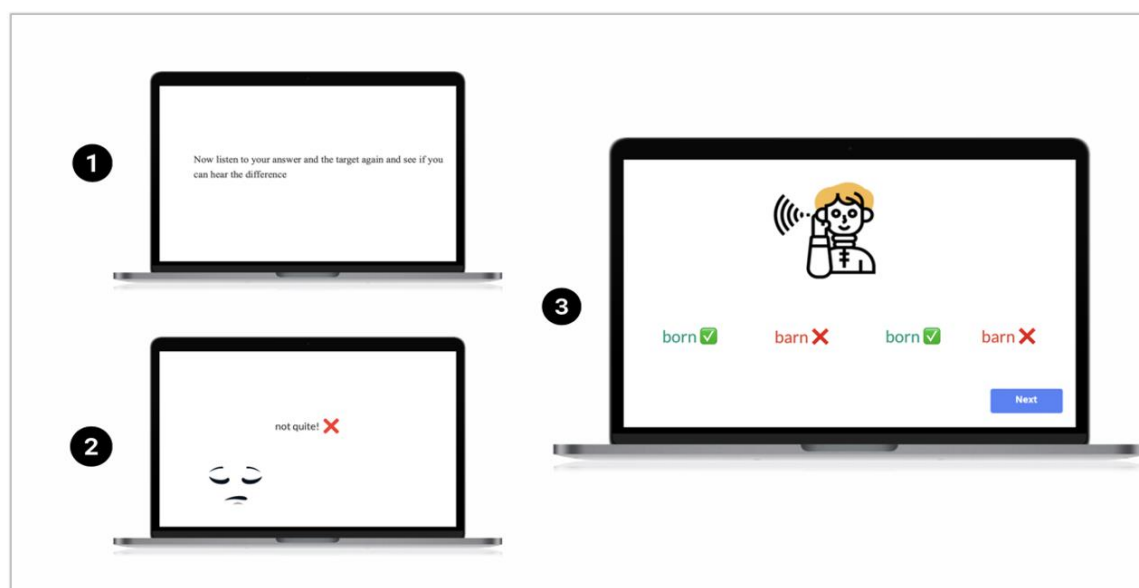 1
Now listen to your answer and the target again and see if you
can hear the difference
2
not quite! ❌
3
born ✅ barn ❌ born ✅ barn ❌
Next